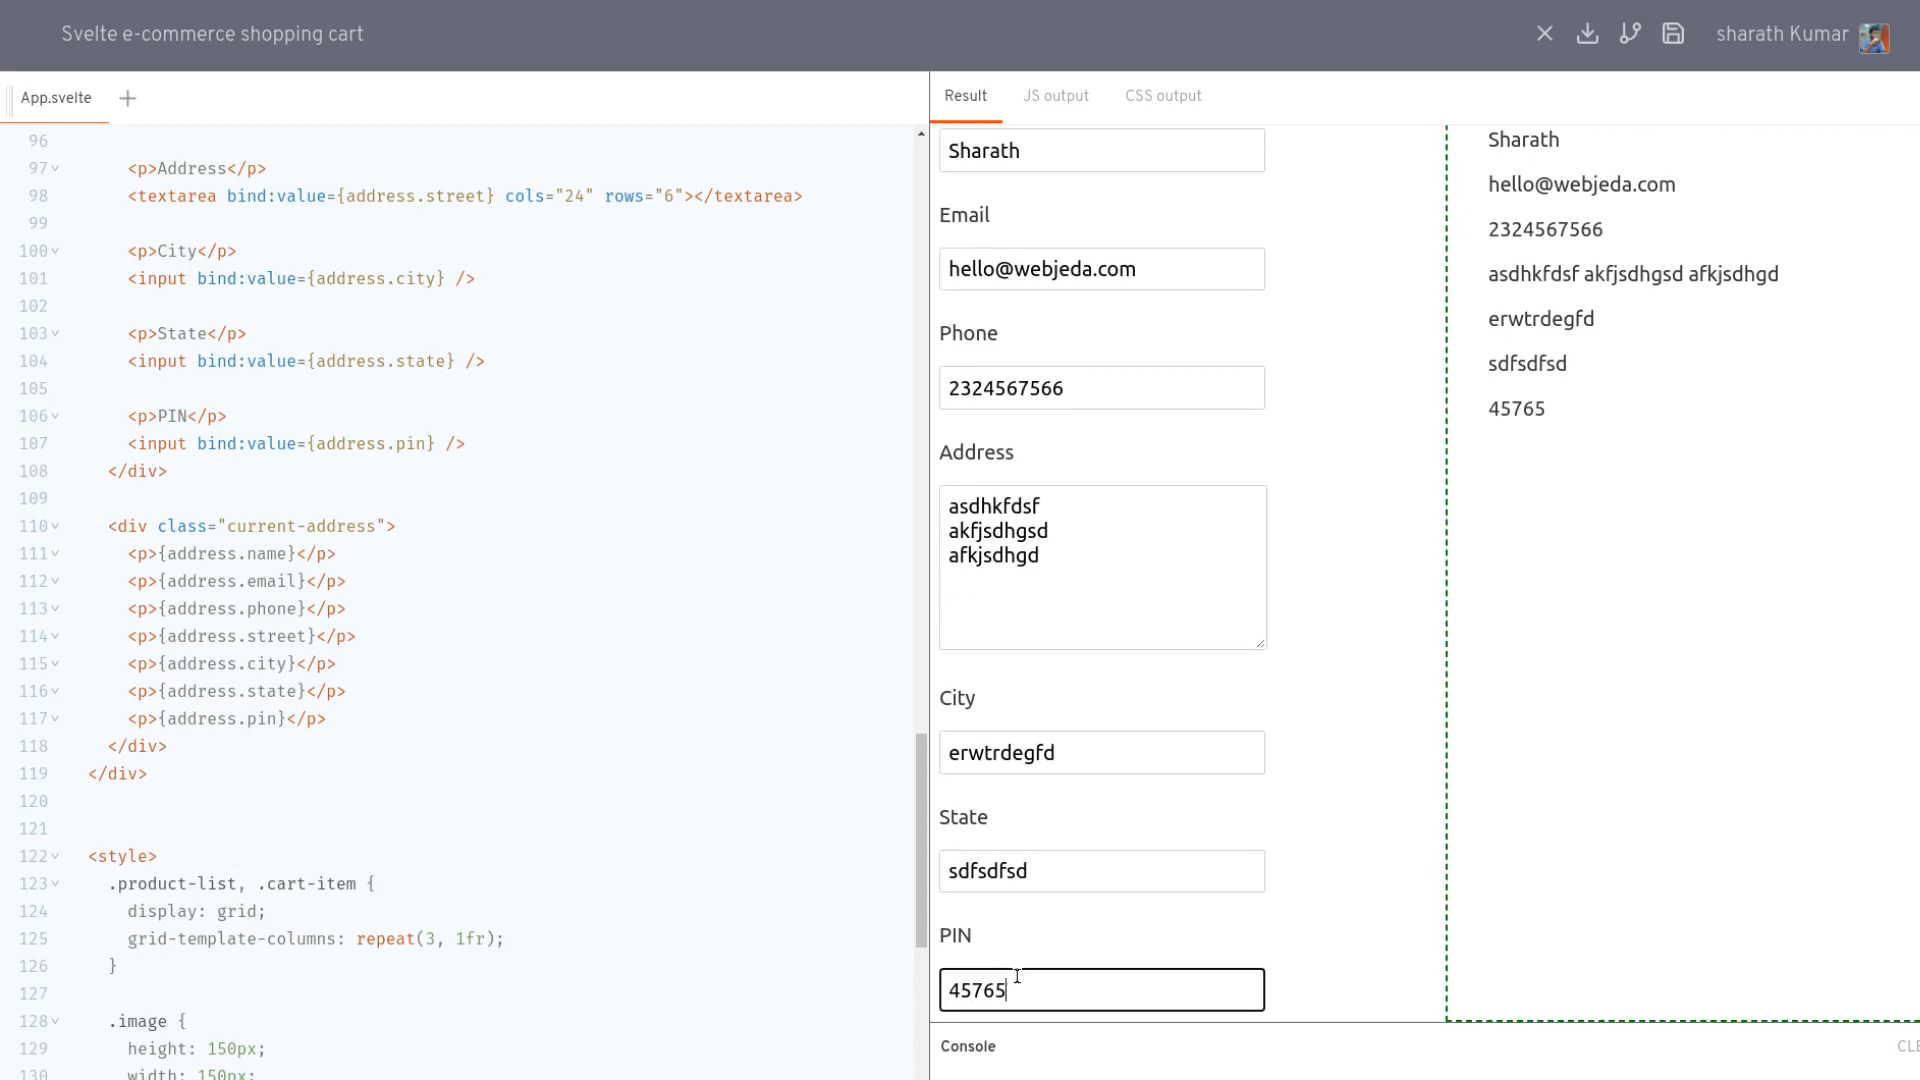 Svelte e-commerce shopping cart
sharath Kumar
App.svelte
96
97 <p>Address</p>
98 <textarea bind:value={address.street} cols="24" rows="6"></textarea>
99
100 <p>City</p>
101 <input bind:value={address.city} />
102
103 <p>State</p>
104 <input bind:value={address.state} />
105
106 <p>PIN</p>
107 <input bind:value={address.pin} />
108 </div>
109
110 <div class="current-address">
111 <p>{address.name}</p>
112 <p>{address.email}</p>
113 <p>{address.phone}</p>
114 <p>{address.street}</p>
115 <p>{address.city}</p>
116 <p>{address.state}</p>
117 <p>{address.pin}</p>
118 </div>
119 </div>
120
121
122 <style>
123 .product-list, .cart-item {
124 display: grid;
125 grid-template-columns: repeat(3, 1fr);
126 }
127
128 .image {
129 height: 150px;
130 width: 150px;
Result JS output CSS output
Sharath
Email
hello@webjeda.com
Phone
2324567566
Address
asdhkfdsf
akfjsdhgsd
afkjsdhgd
City
erwtrdegfd
State
sdfsdfsd
PIN
45765
Sharath
hello@webjeda.com
2324567566
asdhkfdsf akfjsdhgsd afkjsdhgd
erwtrdegfd
sdfsdfsd
45765
Console
CLE